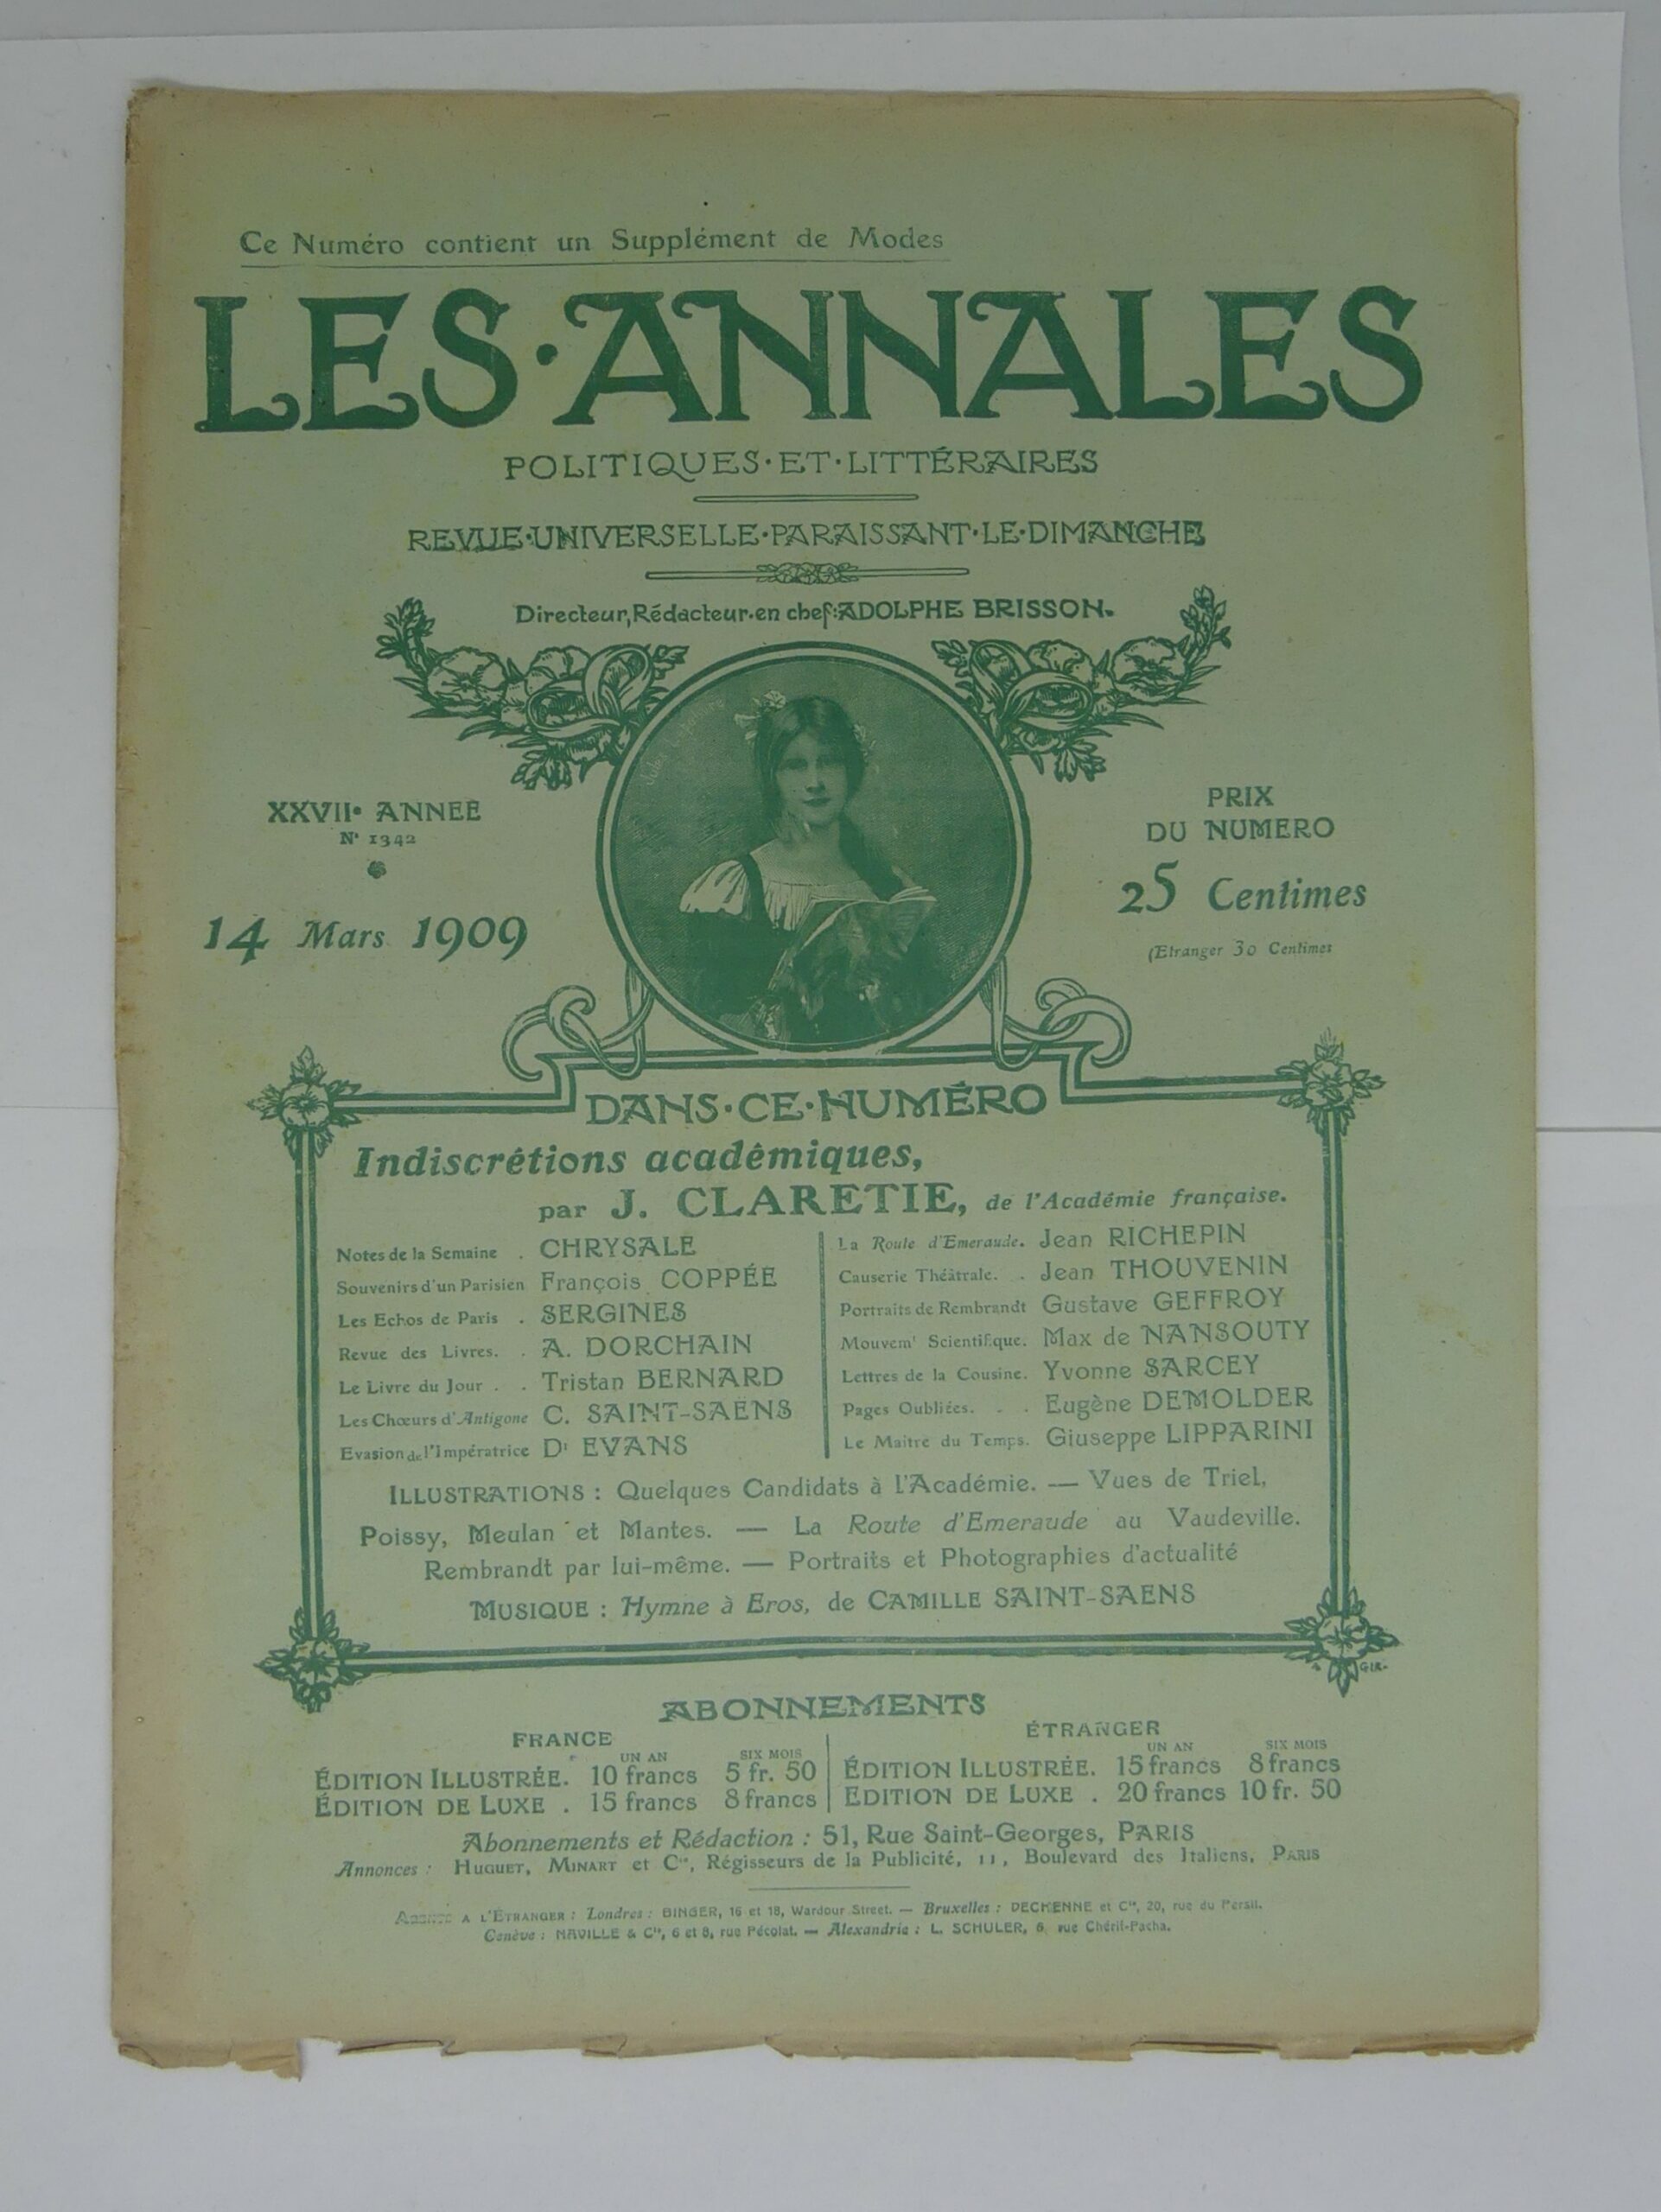 Ce Numéro contient un Supplément de Modes
LES·ANNALES
POLITIQUES·ET·LITTÉRAIRES
REVUE·UNIVERSELLE·PARAISSANT·LE·DIMANCHE
Directeur, Rédacteur·en chef: ADOLPHE BRISSON.
XXVIIe ANNEE
No 1342
14 Mars 1909
PRIX
DU NUMERO
25 Centimes
(Etranger 30 Centimes
DANS·CE·NUMÉRO
Indiscrétions académiques,
par J. CLARETIE, de l'Académie française.
Notes de la Semaine . CHRYSALE
Souvenirs d'un Parisien François COPPÉE
Les Echos de Paris . SERGINES
Revue des Livres. . A. DORCHAIN
Le Livre du Jour . . Tristan BERNARD
Les Chœurs d'Antigone C. SAINT-SAËNS
Evasion de l'Impératrice Dr EVANS
La Route d'Emeraude. Jean RICHEPIN
Causerie Théâtrale. . Jean THOUVENIN
Portraits de Rembrandt Gustave GEFFROY
Mouvemt Scientifique. Max de NANSOUTY
Lettres de la Cousine. Yvonne SARCEY
Pages Oubliées. . . Eugène DEMOLDER
Le Maître du Temps. Giuseppe LIPPARINI
ILLUSTRATIONS : Quelques Candidats à l'Académie. — Vues de Triel,
Poissy, Meulan et Mantes. — La Route d'Emeraude au Vaudeville.
Rembrandt par lui-même. — Portraits et Photographies d'actualité
MUSIQUE : Hymne à Eros, de CAMILLE SAINT-SAENS
GIR-
ABONNEMENTS
FRANCE
UN AN SIX MOIS
ÉDITION ILLUSTRÉE. 10 francs 5 fr. 50
ÉDITION DE LUXE . 15 francs 8 francs
ÉTRANGER
UN AN SIX MOIS
ÉDITION ILLUSTRÉE. 15 francs 8 francs
EDITION DE LUXE . 20 francs 10 fr. 50
Abonnements et Rédaction : 51, Rue Saint-Georges, PARIS
Annonces : HUGUET, MINART et Cie, Régisseurs de la Publicité, 11, Boulevard des Italiens, PARIS
A L'ÉTRANGER : Londres : BINGER, 16 et 18, Wardour Street. — Bruxelles : DECHENNE et Cie, 20, rue du Persil.
Genève : NAVILLE & Cie, 6 et 8, rue Pécolat. — Alexandrie : L. SCHULER, 6, rue Chérif-Pacha.